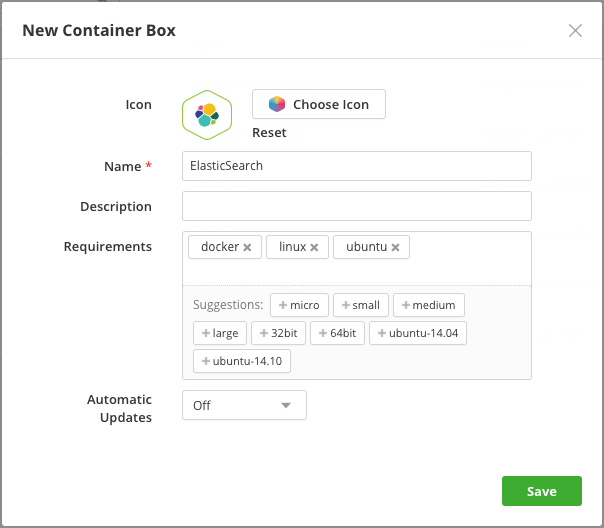 New Container Box
Icon
Choose Icon
Reset
Name *
ElasticSearch
Description
Requirements
docker linux ubuntu
Suggestions: + micro + small + medium
+ large + 32bit + 64bit + ubuntu-14.04
+ ubuntu-14.10
Automatic
Updates
Off
Save